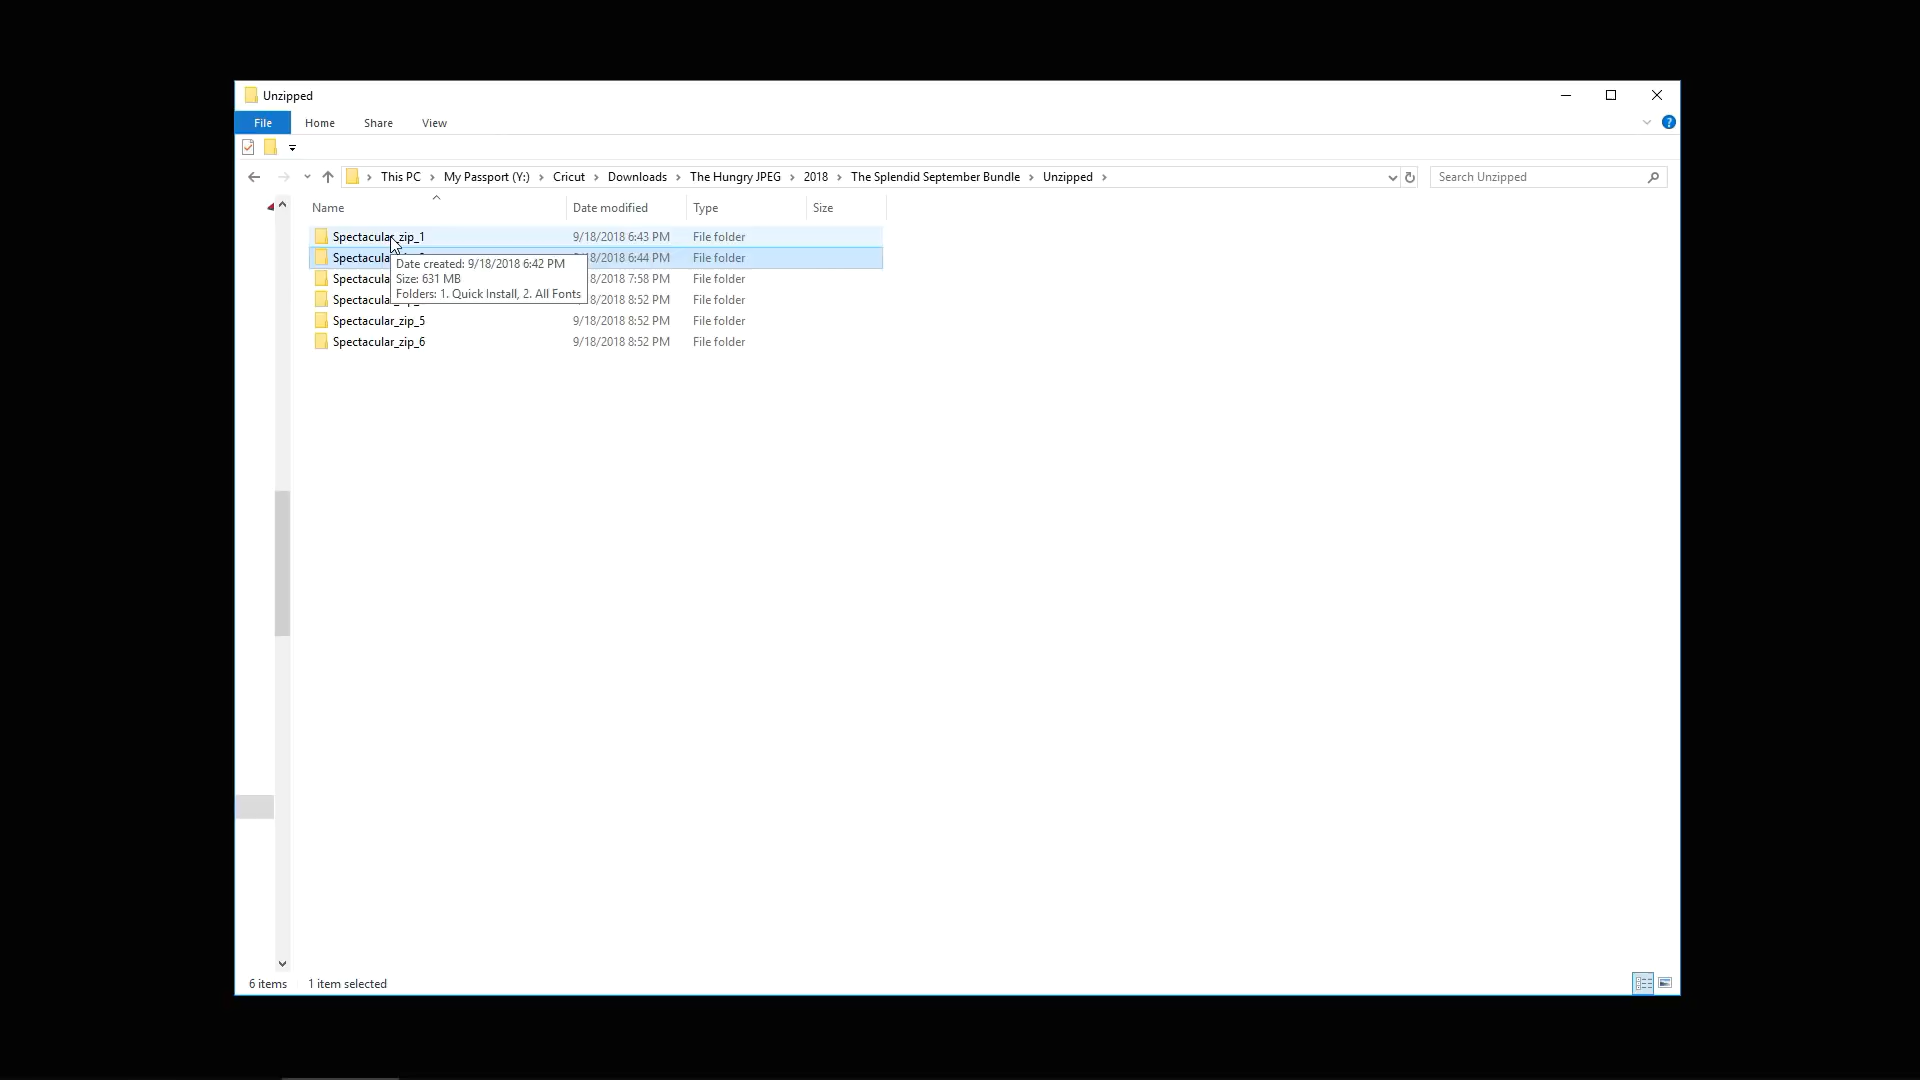 Unzipped
File Home Share View
This PC My Passport (Y:) Cricut Downloads The Hungry JPEG 2018 The Splendid September Bundle Unzipped
Search Unzipped
Name Date modified Type Size
Spectacular_zip_1 9/18/2018 6:43 PM File folder
Spectacular 6:44 PM File folder
Date created: 9/18/2018 6:42 PM
Size: 631 MB
Folders: 1. Quick Install, 2. All Fonts
Spectacula 8/2018 7:58 PM File folder
Spectacula 8/2018 8:52 PM File folder
Spectacular_zip_5 9/18/2018 8:52 PM File folder
Spectacular_zip_6 9/18/2018 8:52 PM File folder
6 items 1 item selected